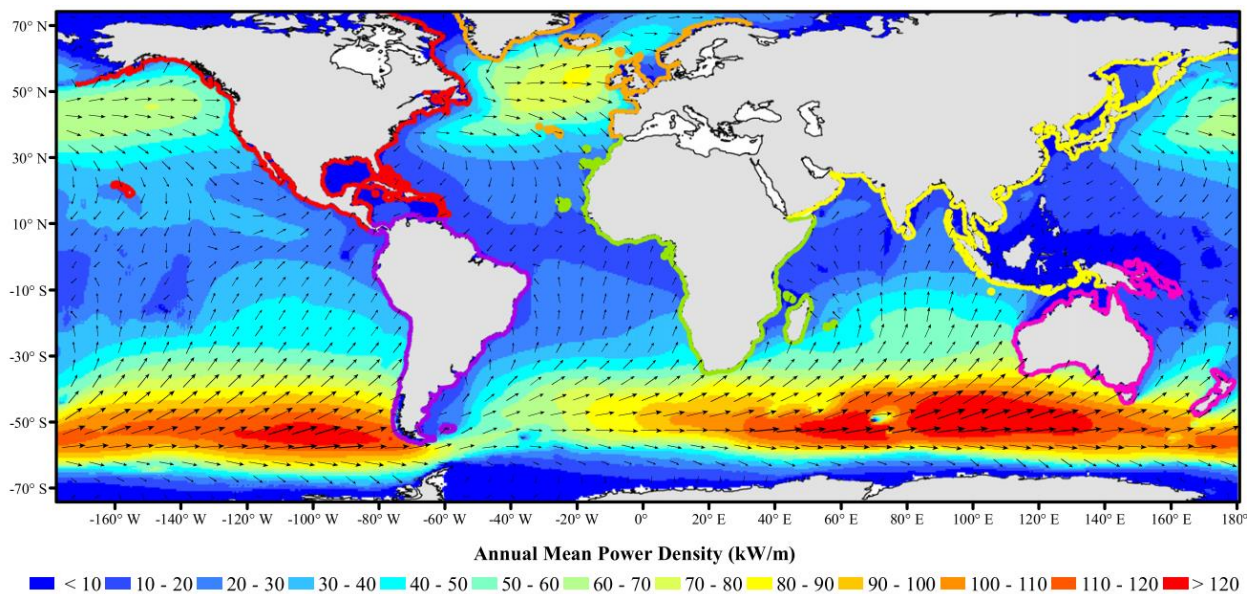 70° N
50° N
30° N
10° N
-10° S
-30° S
-50° S
-70° S
-160° W -140° W -120° W -100° W -80° W -60° W -40° W -20° W 0° 20° E 40° E 60° E 80° E 100° E 120° E 140° E 160° E 180° E
Annual Mean Power Density (kW/m)
< 10 10 - 20 20 - 30 30 - 40 40 - 50 50 - 60 60 - 70 70 - 80 80 - 90 90 - 100 100 - 110 110 - 120 > 120